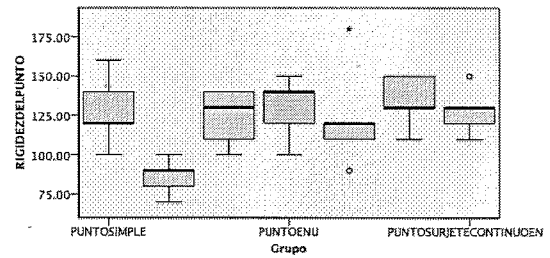 175.00
150.00
125.00
100.00
75.00
RIGIDEZDELPUNTO
PUNTOSIMPLE PUNTOENU PUNTOSURJETECONTINUOEN
Grupo